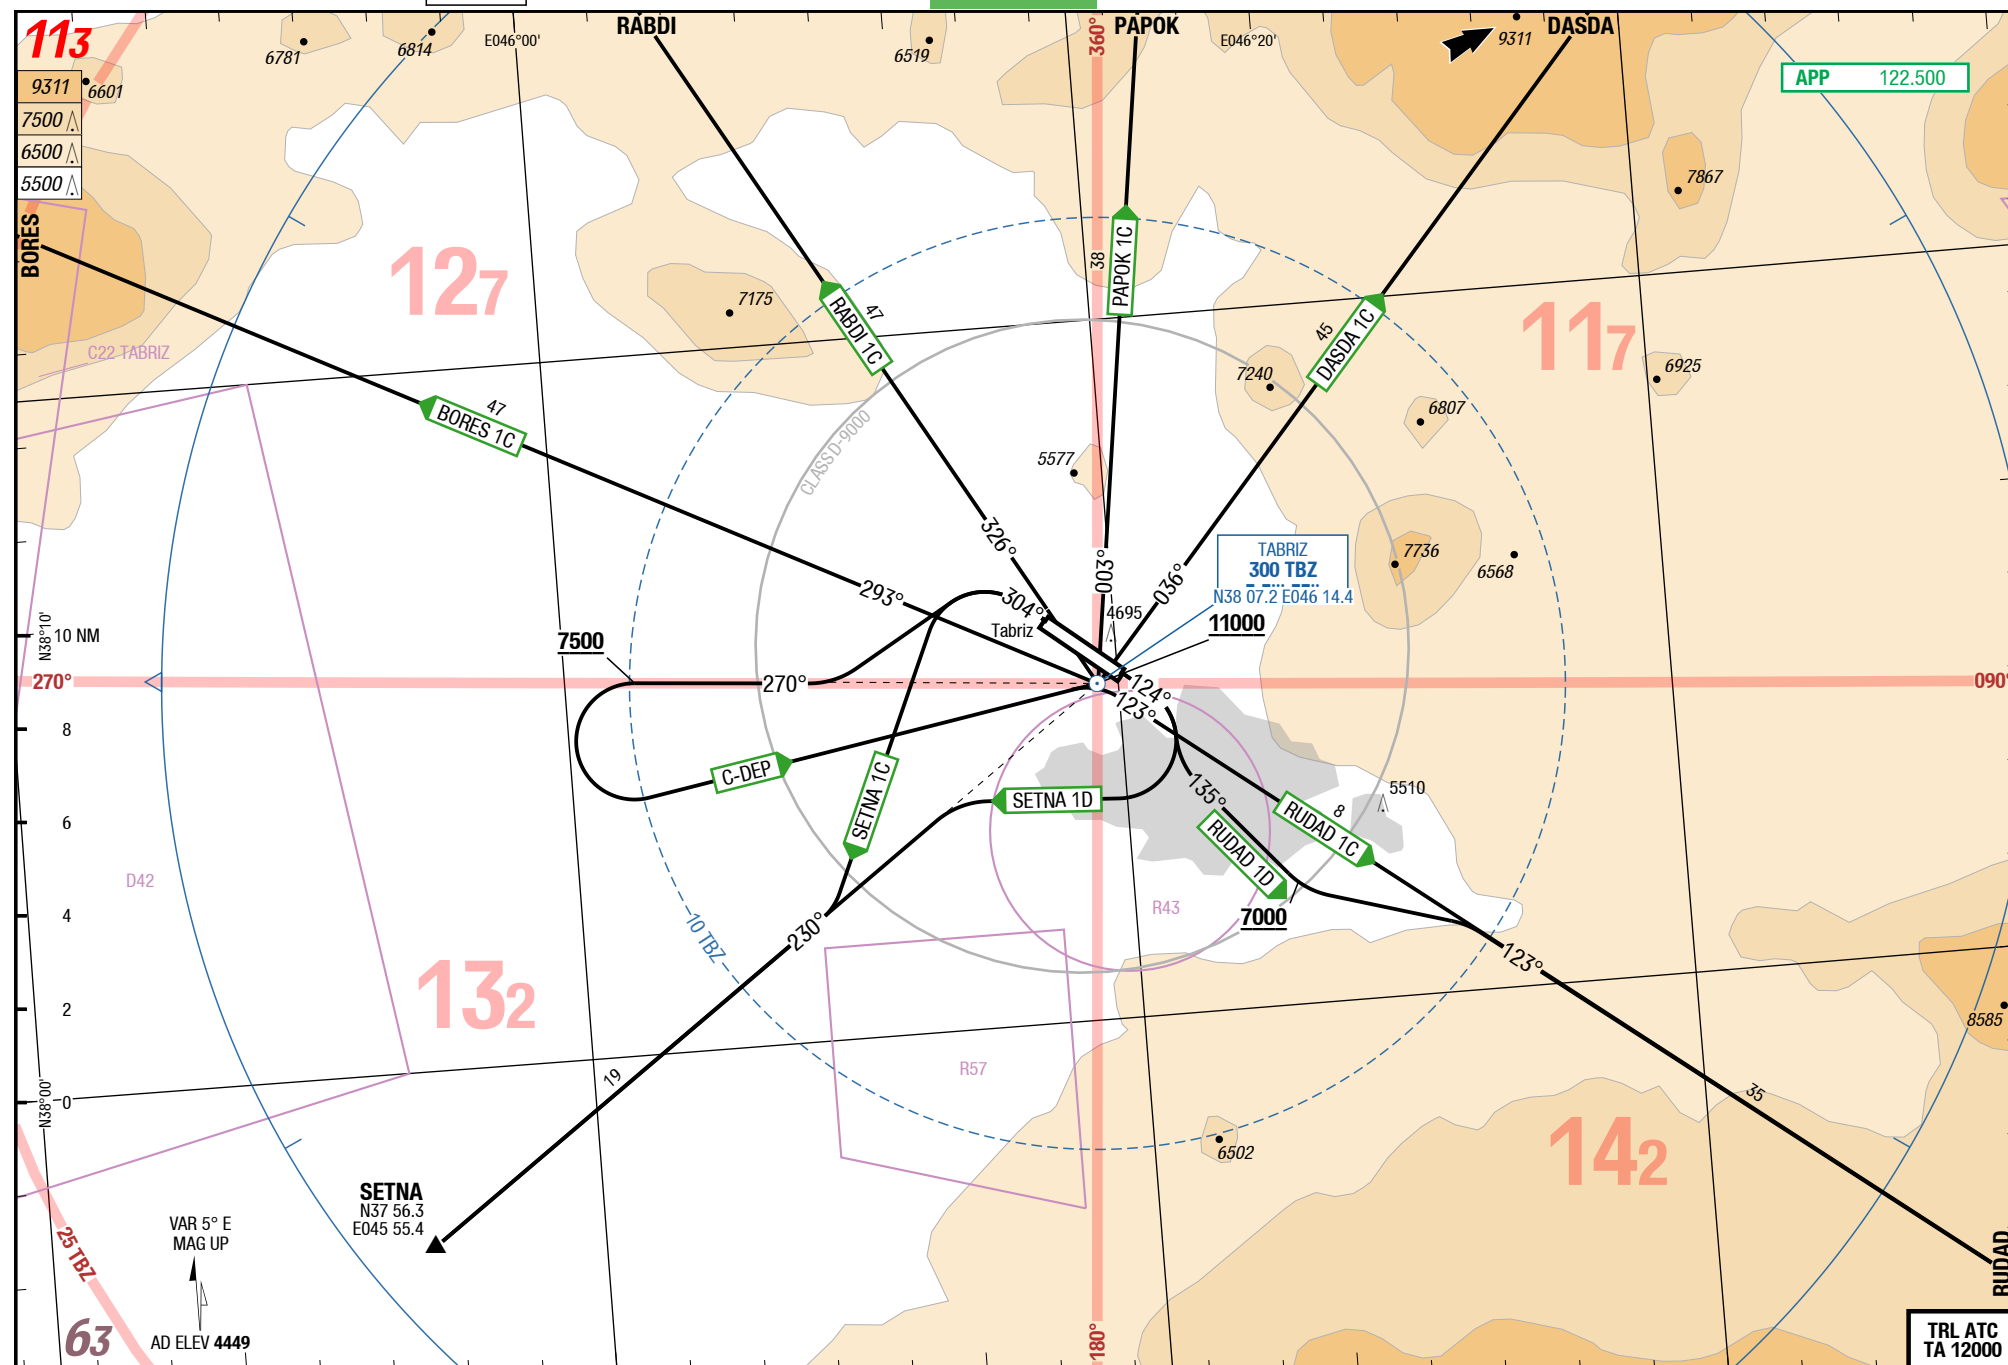 RABDI
PAPOK
DASDA
113
6781
6814
E046°00'
6519
360°
E046°20'
9311
APP 122.500
9311
6601
7500
6500
5500
7867
BORES
127
7175
47
RABDI 1C
38
PAPOK 1C
45
DASDA 1C
117
C22 TABRIZ
7240
6925
6807
47
BORES 1C
CLASS D-9000
5577
326°
003°
036°
7736
6568
TABRIZ
300 TBZ
N38 07.2 E046 14.4
293°
304°
4695
11000
Tabriz
N38°10'
10 NM
7500
270°
270°
090°
124°
123°
8
C-DEP
SETNA 1C
SETNA 1D
135°
8
RUDAD 1C
5510
6
RUDAD 1D
D42
R43
7000
4
230°
10 TBZ
123°
132
2
8585
R57
19
35
N38°00'
0
142
6502
SETNA
N37 56.3
E045 55.4
VAR 5° E
MAG UP
25 TBZ
RUDAD
63
AD ELEV 4449
180°
TRL ATC
TA 12000